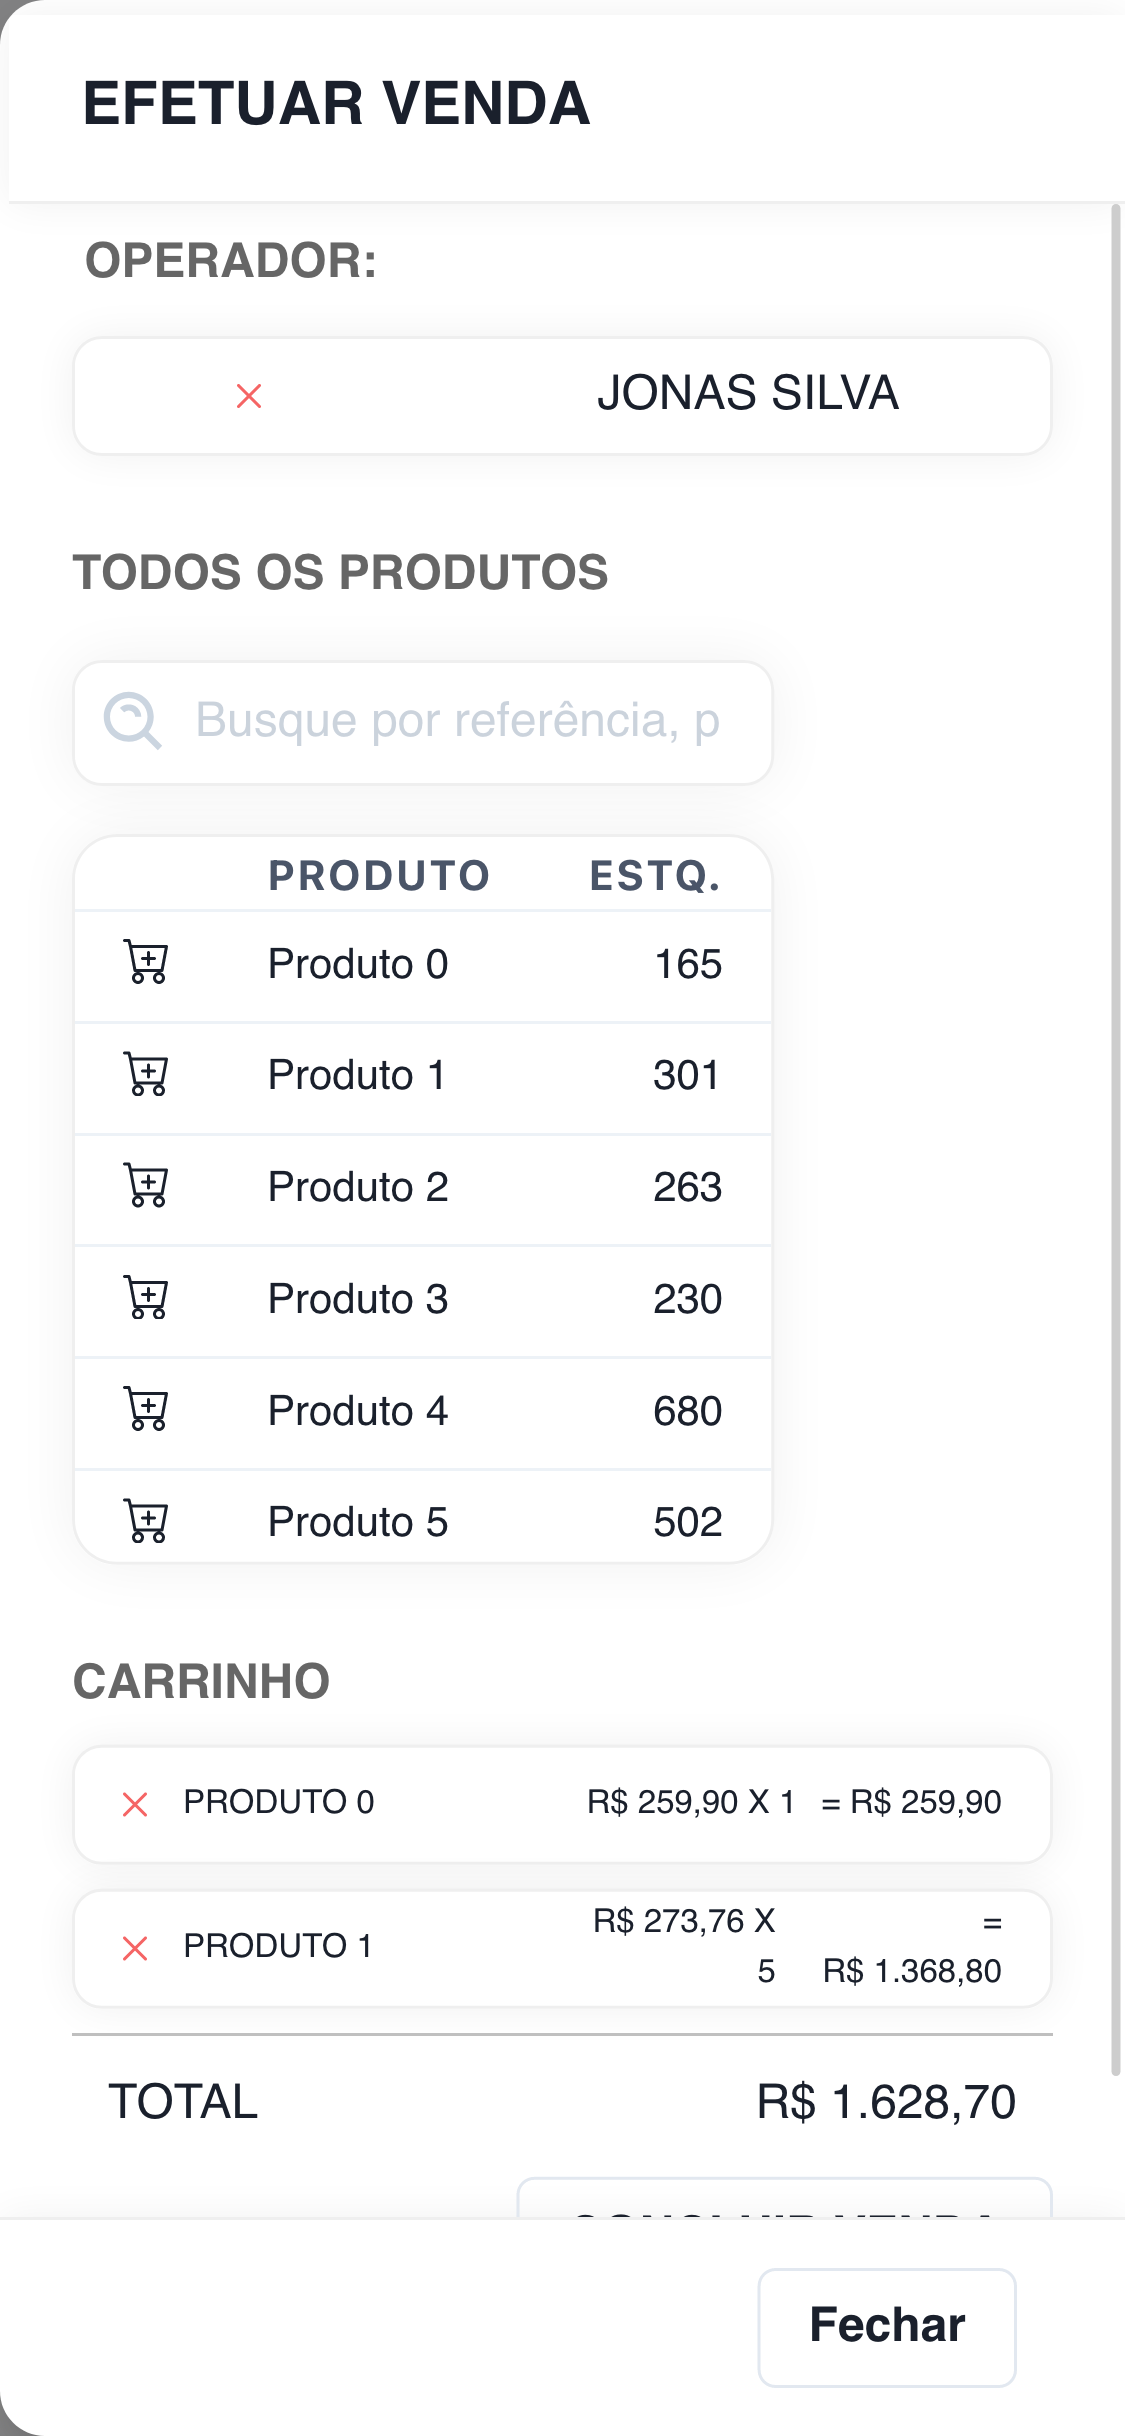 EFETUAR VENDA
OPERADOR:
JONAS SILVA
TODOS OS PRODUTOS
Busque por referência, p
PRODUTO ESTQ.
Produto 0 165
Produto 1 301
Produto 2 263
Produto 3 230
Produto 4 680
Produto 5 502
CARRINHO
PRODUTO 0 R$ 259,90 X 1 = R$ 259,90
PRODUTO 1 R$ 273,76 X 5 = R$ 1.368,80
TOTAL R$ 1.628,70
CONCLUIR VENDA
Fechar